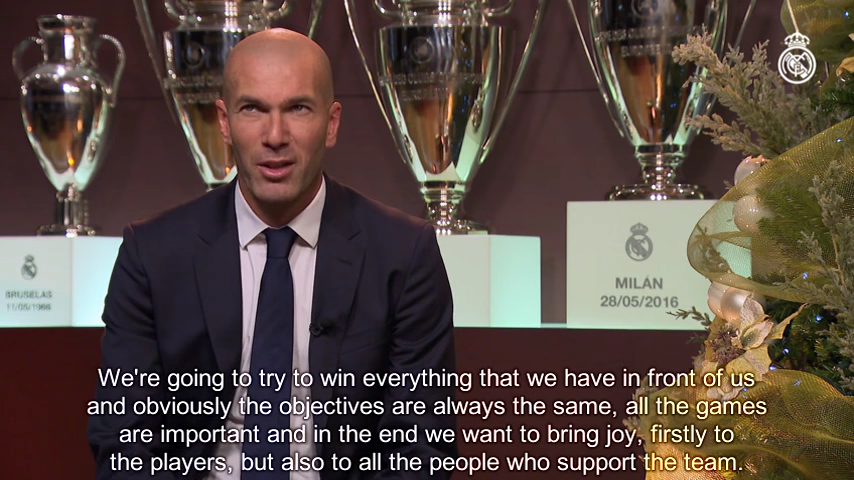 BRUSELAS
11/05/1966
MILÁN
28/05/2016
We're going to try to win everything that we have in front of us
and obviously the objectives are always the same, all the games
are important and in the end we want to bring joy, firstly to
the players, but also to all the people who support the team.